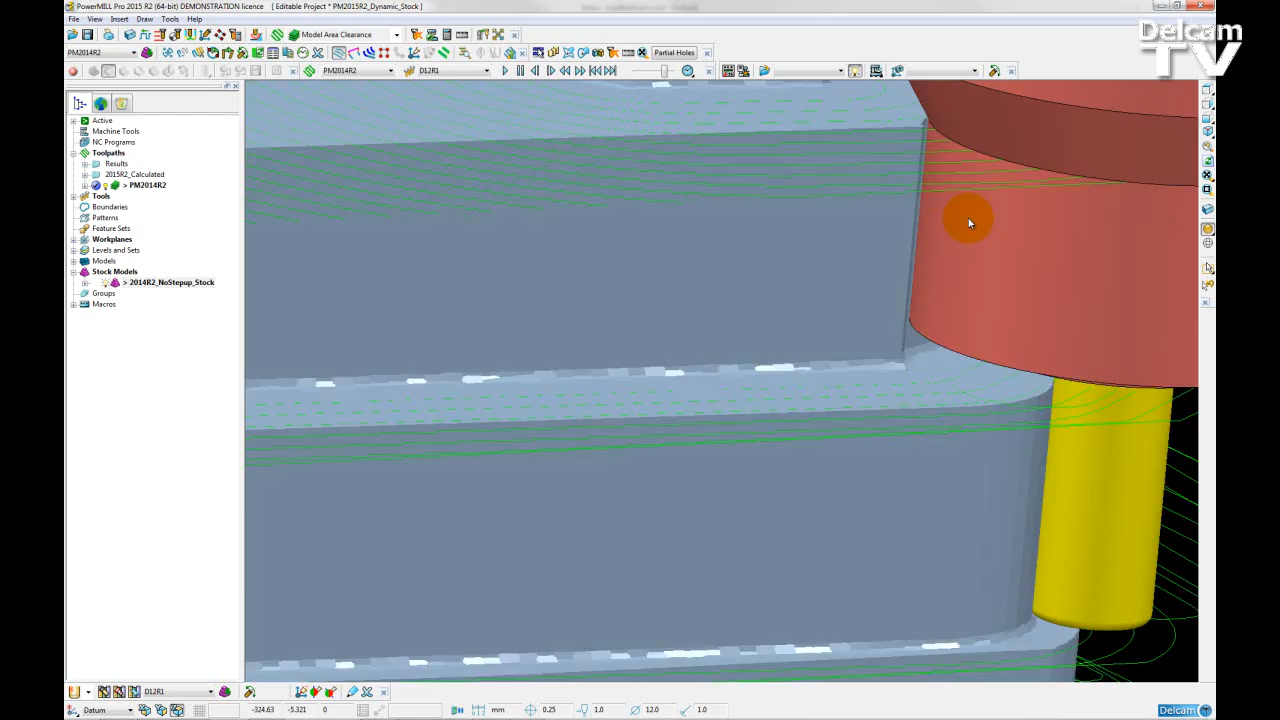 PowerMILL Pro 2015 R2 (64-bit) DEMONSTRATION licence [ Editable Project * PM2015R2_Dynamic_Stock ]
Delcam
TV
File View Insert Draw Tools Help
Model Area Clearance
PM2014R2
Partial Holes
PM2014R2 D12R1
Active
Machine Tools
NC Programs
Toolpaths
Results
2015R2_Calculated
> PM2014R2
Tools
Boundaries
Patterns
Feature Sets
Workplanes
Levels and Sets
Models
Stock Models
> 2014R2_NoStepup_Stock
Groups
Macros
D12R1
Datum -324.63 -5.321 0 mm 0.25 1.0 12.0 1.0 Delcam